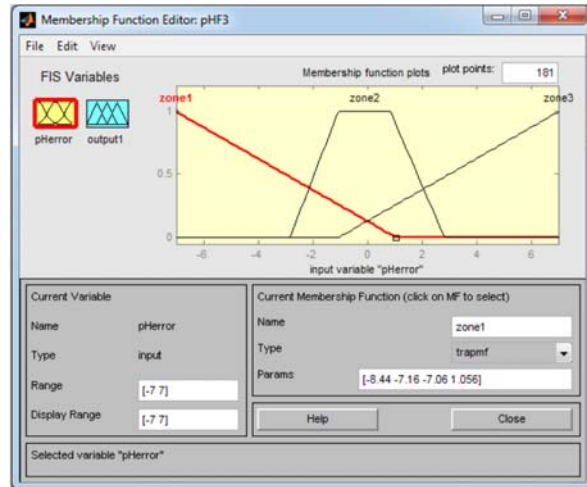 Membership Function Editor: pHF3
File Edit View
FIS Variables
Membership function plots plot points: 181
zone1 zone2 zone3
pHerror output1
1
0.5
0
-6 -4 -2 0 2 4 6
input variable "pHerror"
Current Variable
Name pHerror
Type input
Range [-7 7]
Display Range [-7 7]
Current Membership Function (click on MF to select)
Name zone1
Type trapmf
Params [-8.44 -7.16 -7.06 1.056]
Help Close
Selected variable "pHerror"